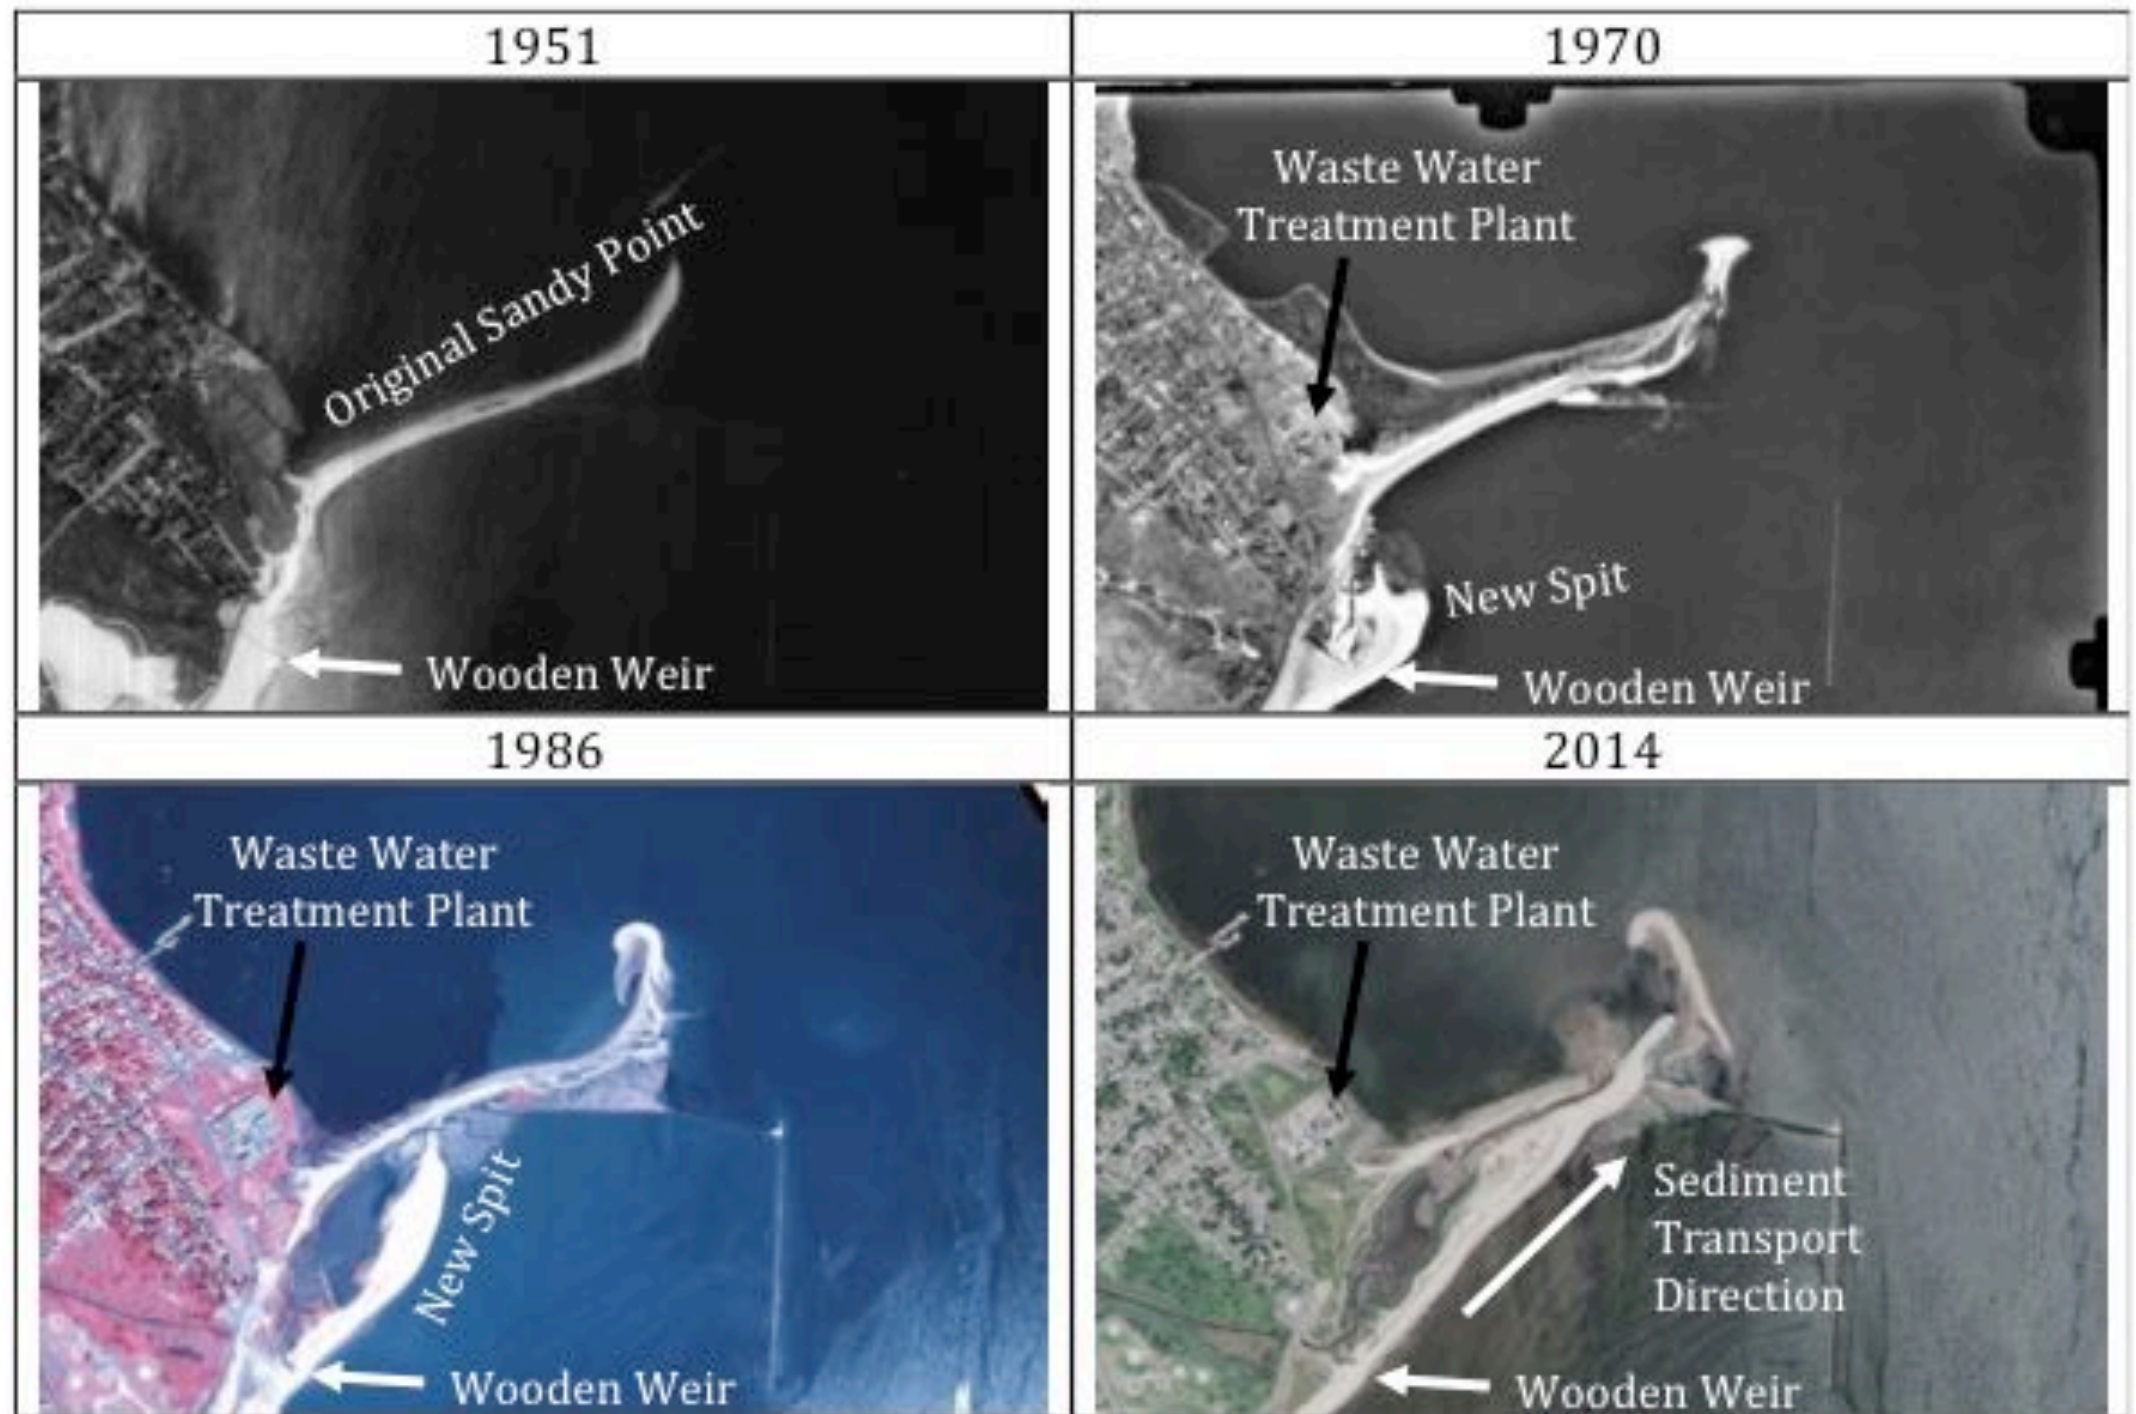 1951
1970
Original Sandy Point
Wooden Weir
Waste Water
Treatment Plant
New Spit
Wooden Weir
1986
2014
Waste Water
Treatment Plant
New Spit
Wooden Weir
Waste Water
Treatment Plant
Sediment
Transport
Direction
Wooden Weir